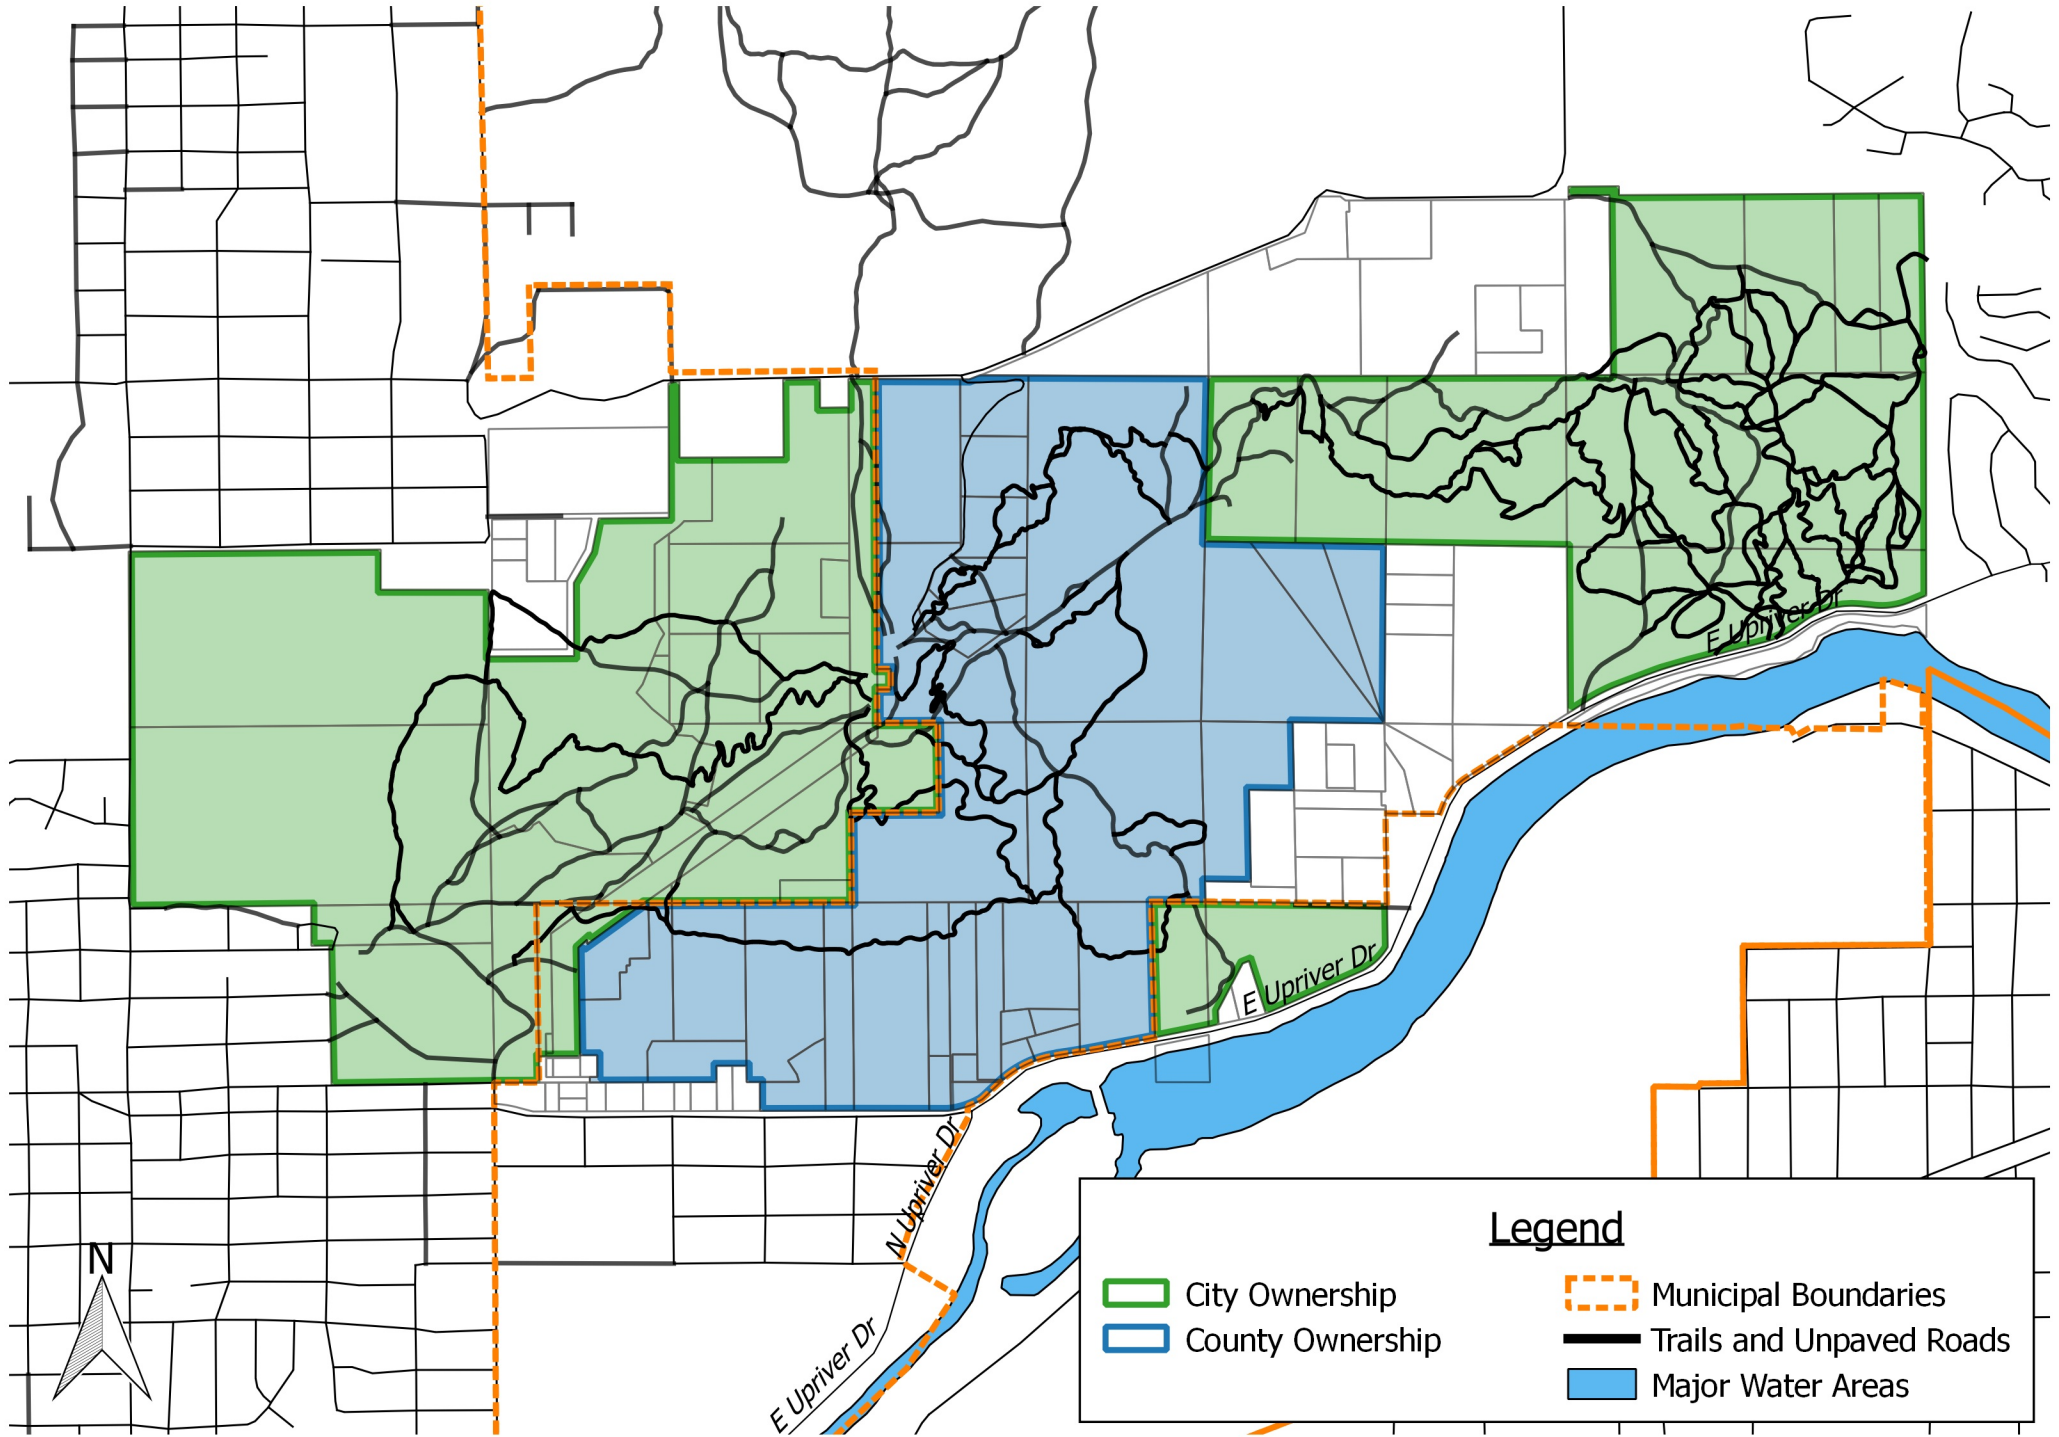 E Upriver Dr
E Upriver Dr
N Upriver Dr
E Upriver Dr
N
Legend
City Ownership
County Ownership
Municipal Boundaries
Trails and Unpaved Roads
Major Water Areas